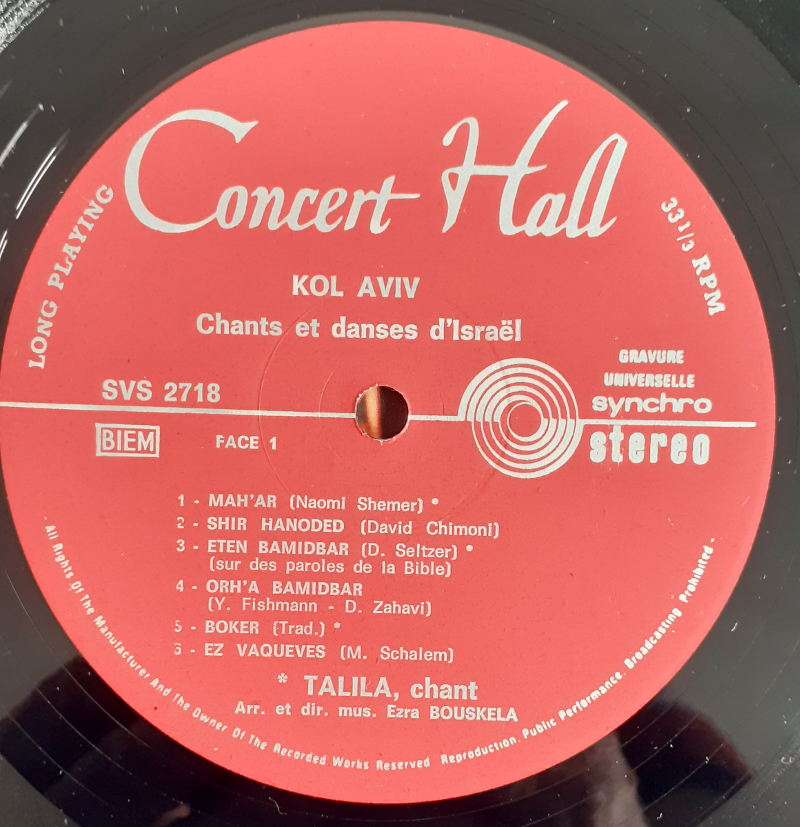 Concert Hall
LONG PLAYING
33 1/3 RPM
KOL AVIV
Chants et danses d'Israël
SVS 2718
GRAVURE
UNIVERSELLE
synchro
stereo
BIEM
FACE 1
1 - MAH'AR (Naomi Shemer) *
2 - SHIR HANODED (David Chimoni)
3 - ETEN BAMIDBAR (D. Seltzer) *
(sur des paroles de la Bible)
4 - ORH'A BAMIDBAR
(Y. Fishmann - D. Zahavi)
5 - BOKER (Trad.) *
6 - EZ VAQUEVES (M. Schalem)
* TALILA, chant
Arr. et dir. mus. Ezra BOUSKELA
- All Rights Of The Manufacturer And The Owner Of The Recorded Works Reserved Reproduction. Public Performance. Broadcasting Prohibited -